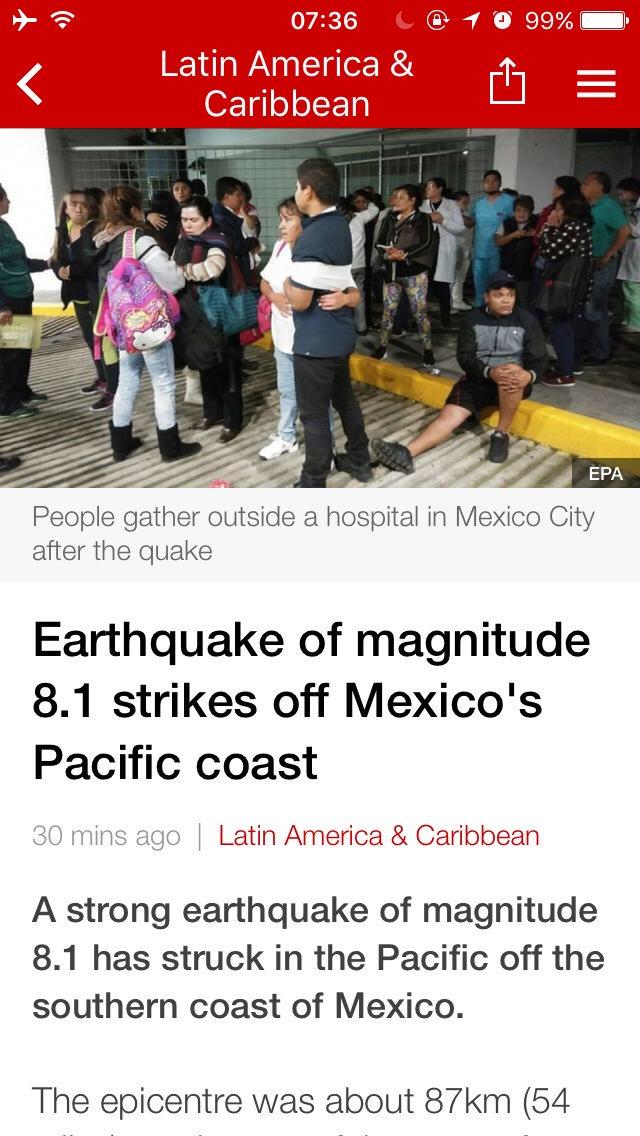 07:36
99%
Latin America &
Caribbean
EPA
People gather outside a hospital in Mexico City
after the quake
Earthquake of magnitude
8.1 strikes off Mexico's
Pacific coast
30 mins ago | Latin America & Caribbean
A strong earthquake of magnitude
8.1 has struck in the Pacific off the
southern coast of Mexico.
The epicentre was about 87km (54